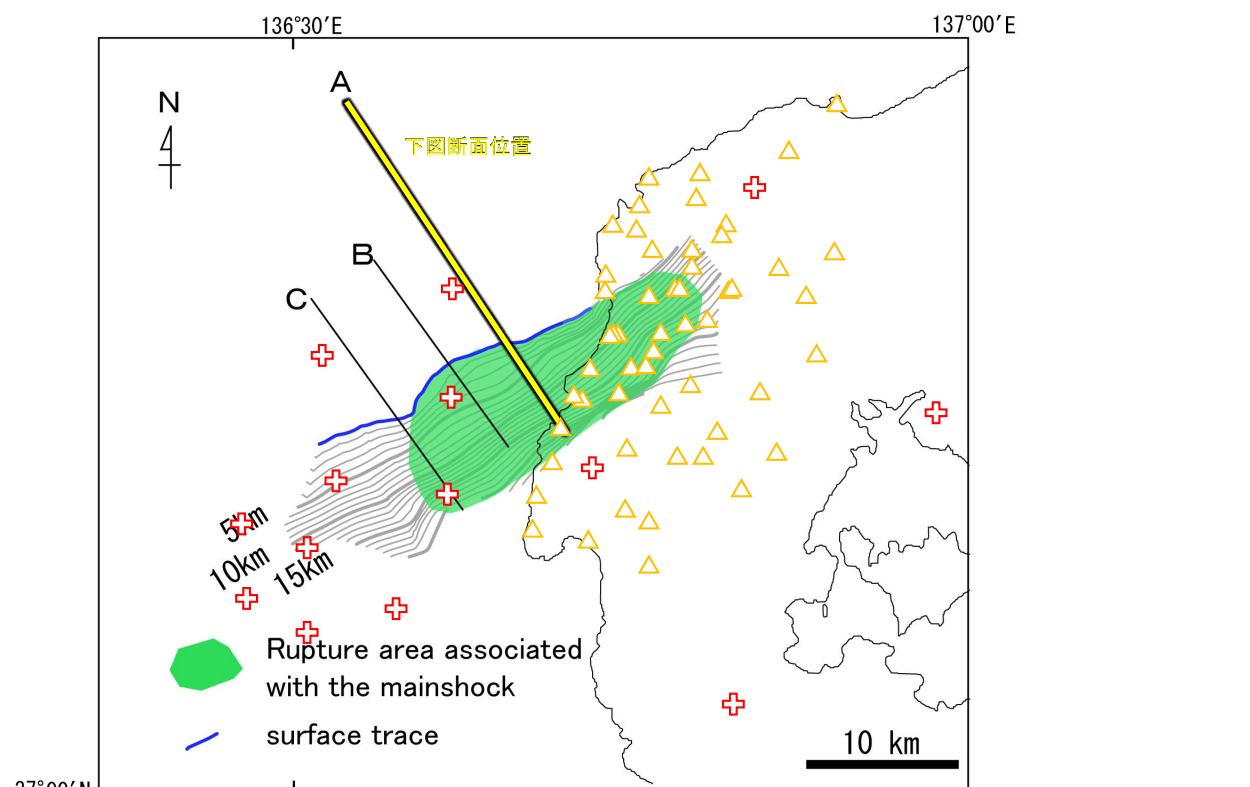 136°30′E
137°00′E
A
N
下図断面位置
B
C
5km
10km
15km
Rupture area associated
with the mainshock
surface trace
10 km